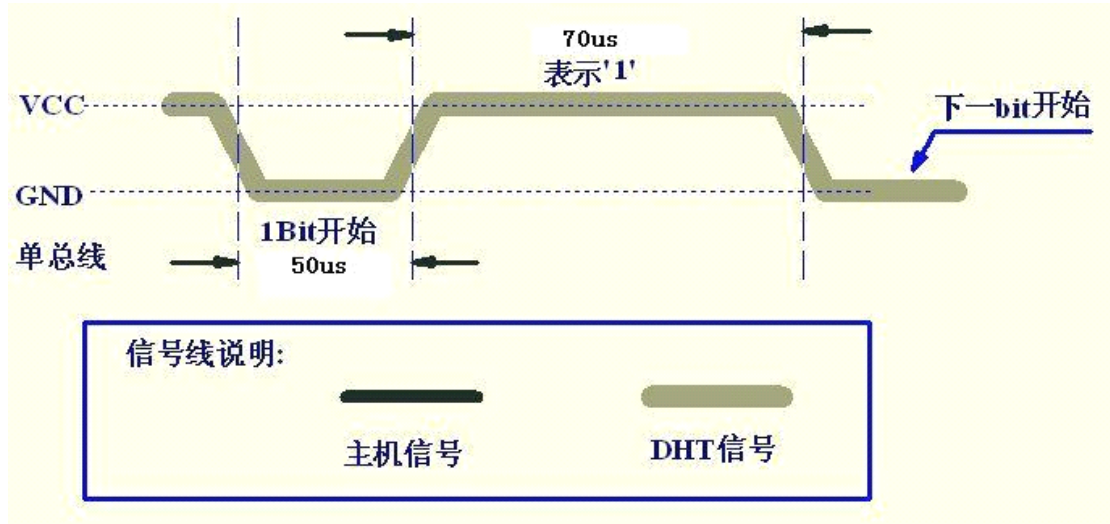 70us
表示'1'
VCC
下一bit开始
GND
1Bit开始
单总线
50us
信号线说明:
主机信号
DHT信号